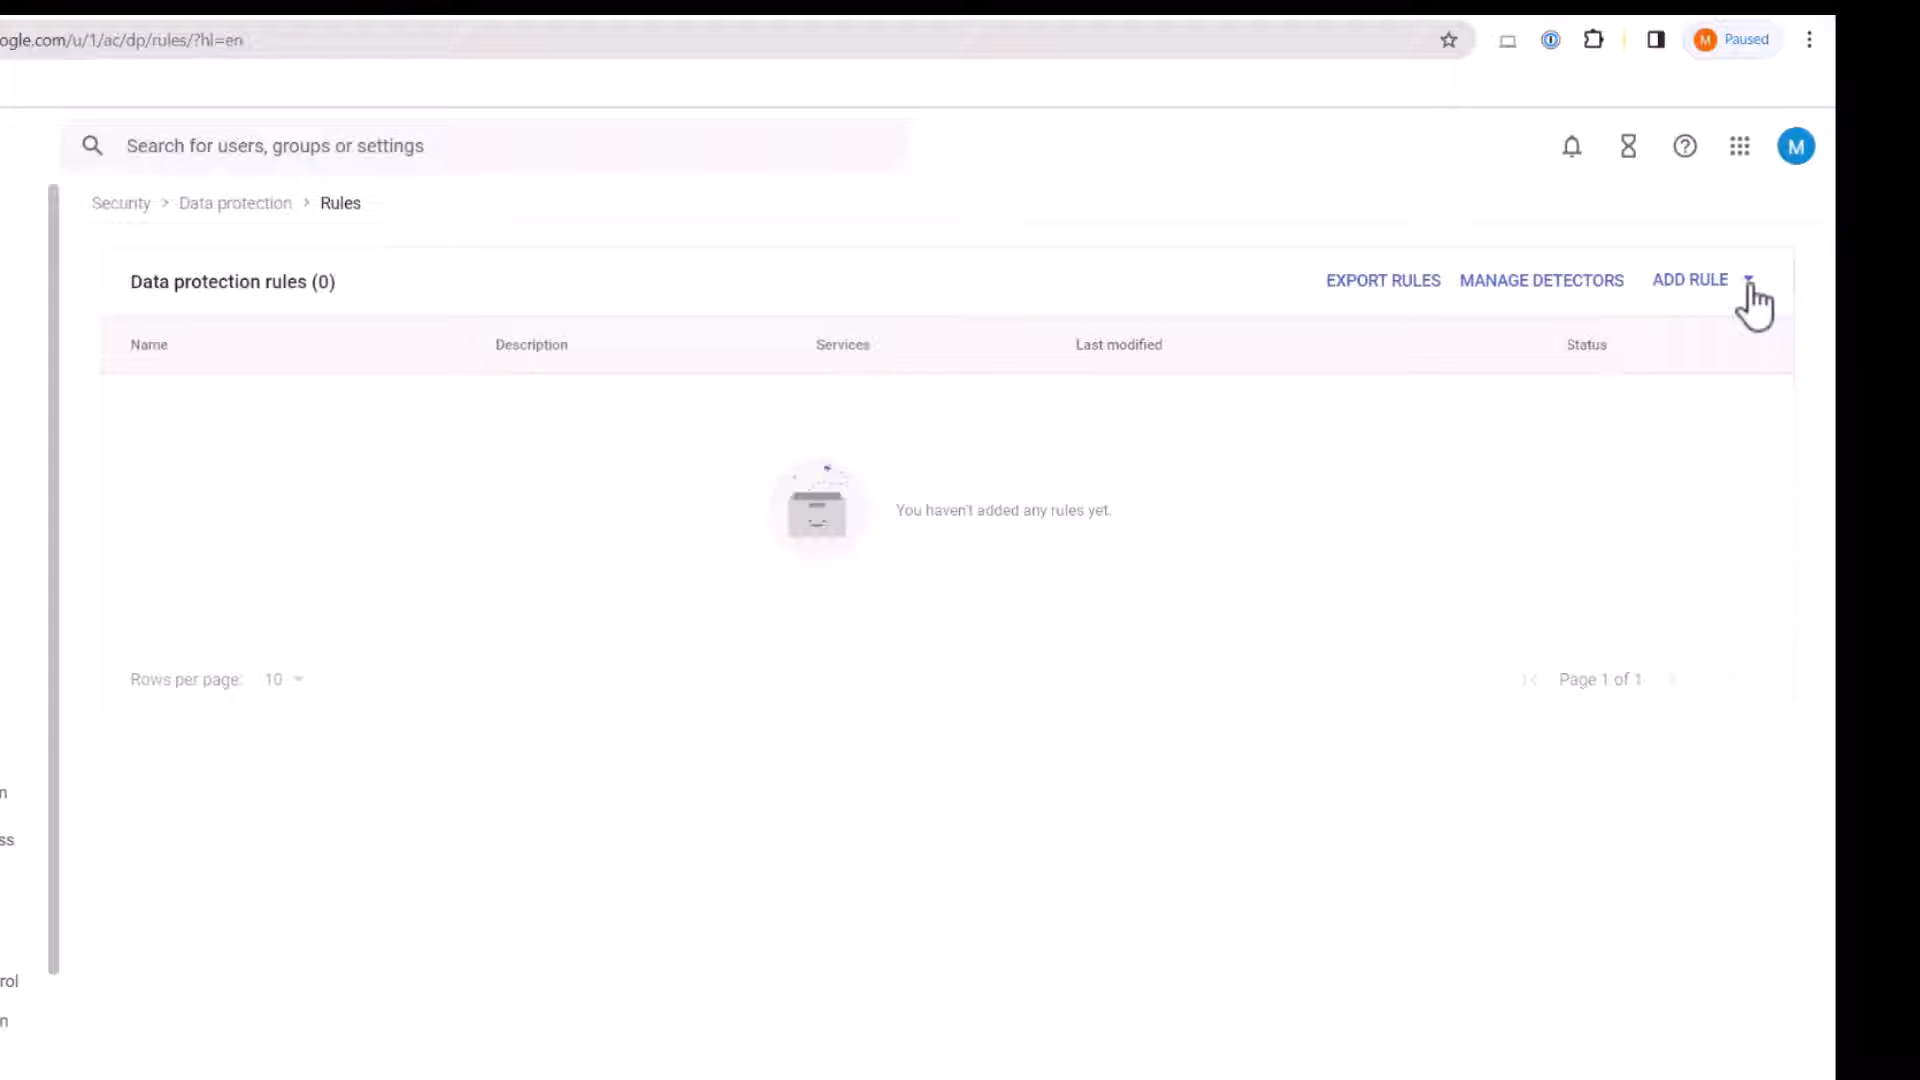 ogle.com/u/1/ac/dp/rules/?hl=en
M Paused
Search for users, groups or settings
M
Security > Data protection > Rules
Data protection rules (0)
EXPORT RULES MANAGE DETECTORS ADD RULE
Name Description Services Last modified Status
You haven't added any rules yet.
Rows per page: 10
Page 1 of 1
n
ss
rol
n